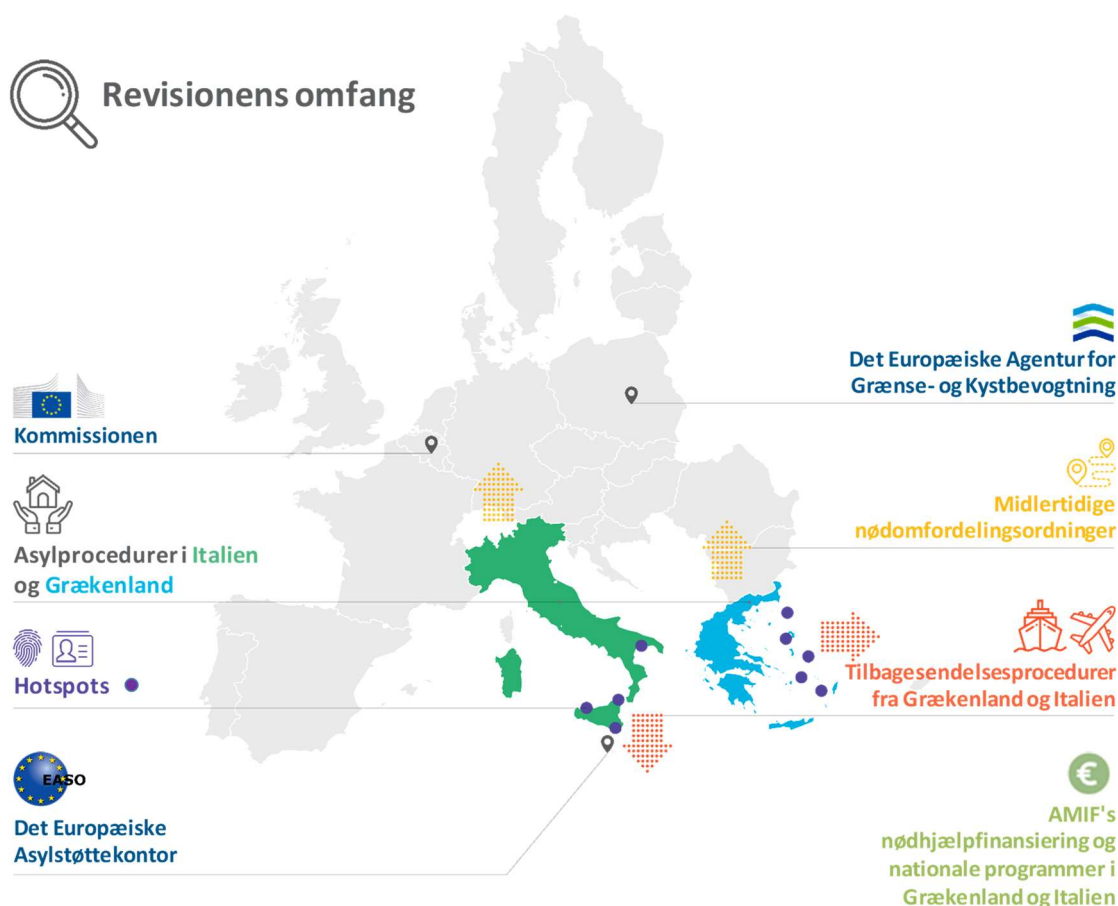 Revisionens omfang
Kommissionen
Asylprocedurer i Italien
og Grækenland
Hotspots
EASO
Det Europæiske
Asylstøttekontor
Det Europæiske Agentur for
Grænse- og Kystbevogtning
Midlertidige
nødomfordelingsordninger
Tilbagesendelsesprocedurer
fra Grækenland og Italien
€
AMIF's
nødhjælpfinansiering og
nationale programmer i
Grækenland og Italien